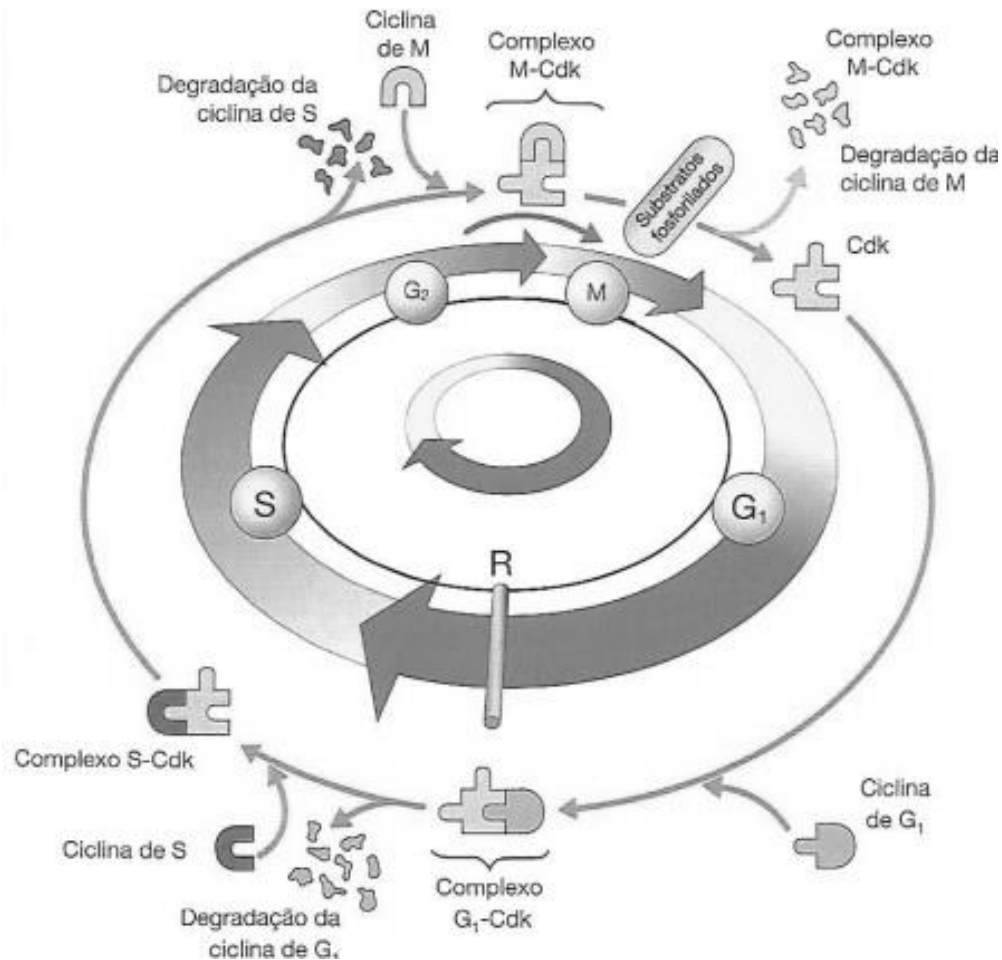 Ciclina
de M
Complexo
M-Cdk
Complexo
M-Cdk
Degradação da
ciclina de S
Degradação da
ciclina de M
Substratos
fosforilados
Cdk
G₂
M
S
G₁
R
Complexo S-Cdk
Ciclina
de G₁
Ciclina de S
Complexo
G₁-Cdk
Degradação da
ciclina de G₁